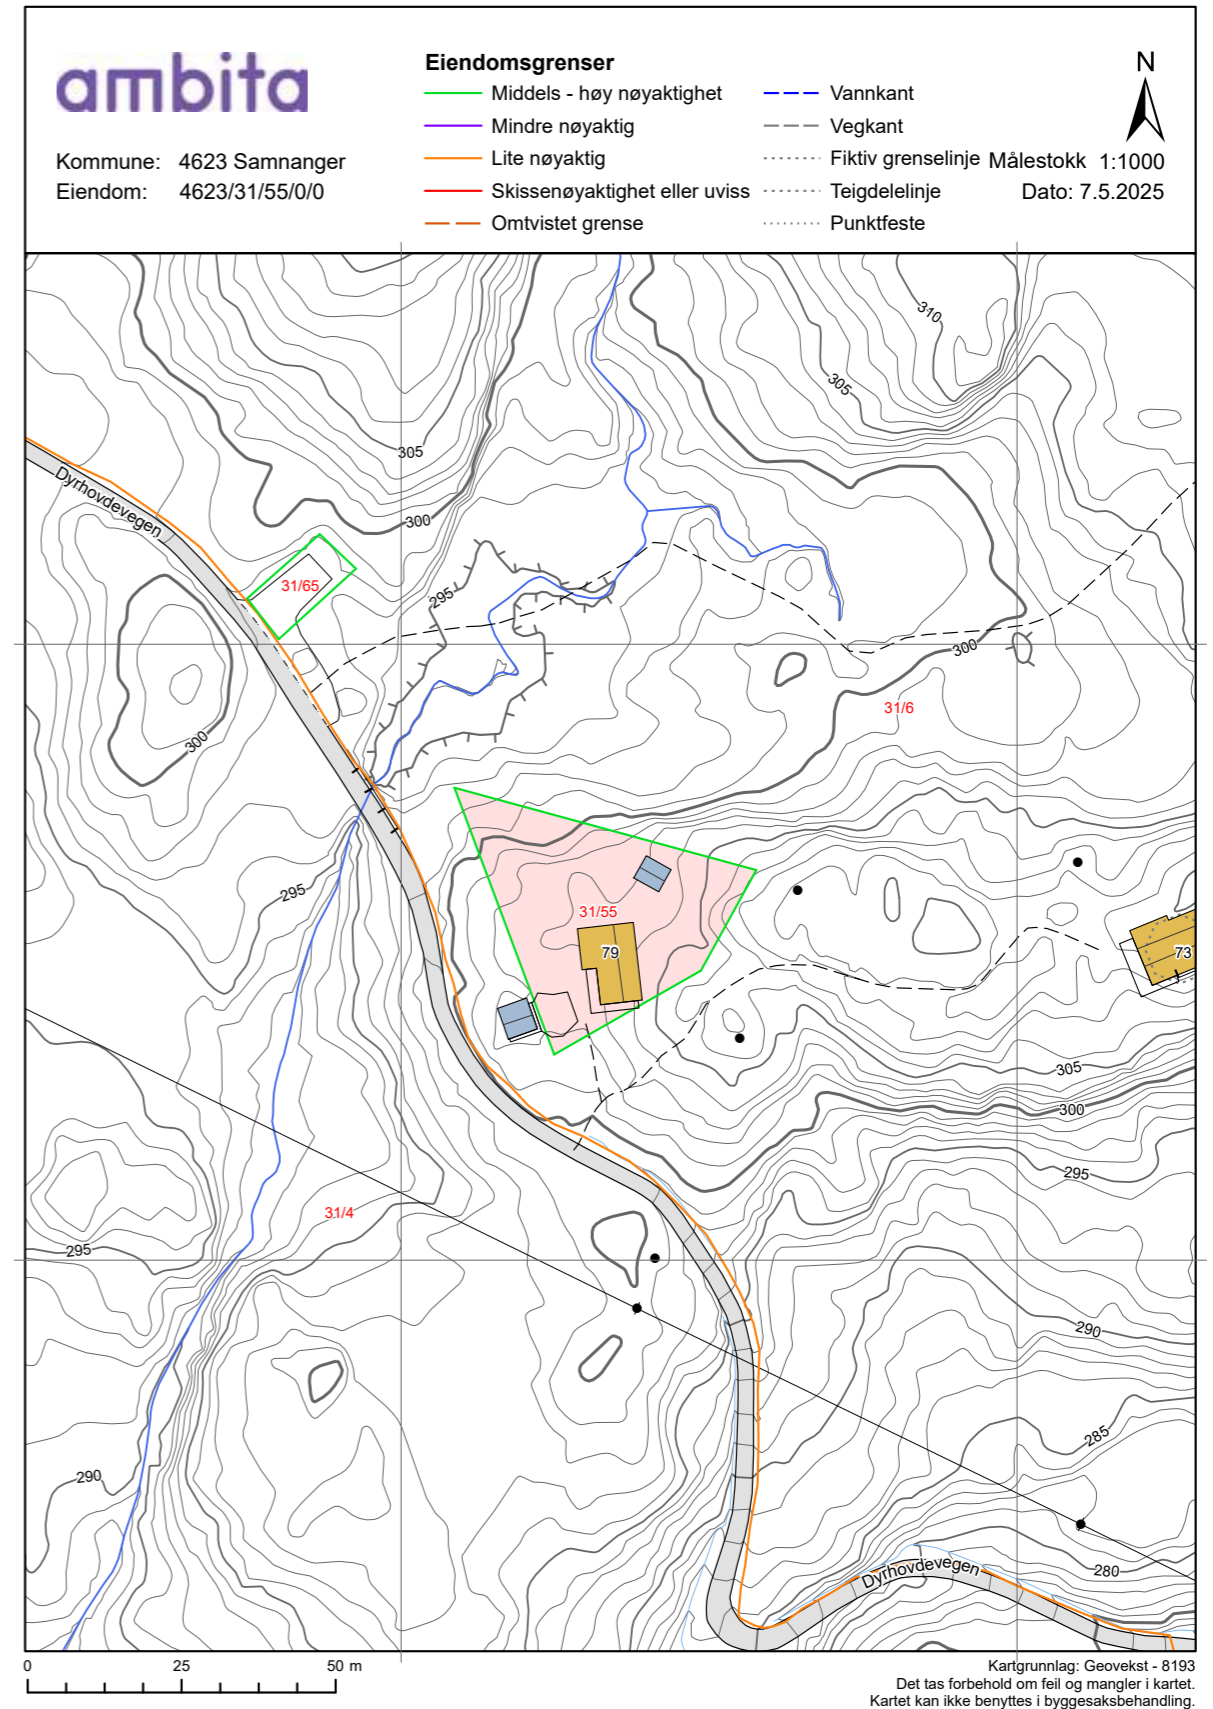 ambita
Kommune: 4623 Samnanger
Eiendom: 4623/31/55/0/0
Eiendomsgrenser
Middels - høy nøyaktighet
Mindre nøyaktig
Lite nøyaktig
Skissenøyaktighet eller uviss
Omtvistet grense
Vannkant
Vegkant
Fiktiv grenselinje
Teigdelelinje
Punktfeste
N
Målestokk 1:1000
Dato: 7.5.2025
310
305
305
Dyrhovdevegen
300
31/65
295
300
31/6
300
295
31/55
79
73
305
300
295
31/4
295
290
285
290
280
Dyrhovdevegen
0 25 50 m
Kartgrunnlag: Geovekst - 8193
Det tas forbehold om feil og mangler i kartet.
Kartet kan ikke benyttes i byggesaksbehandling.